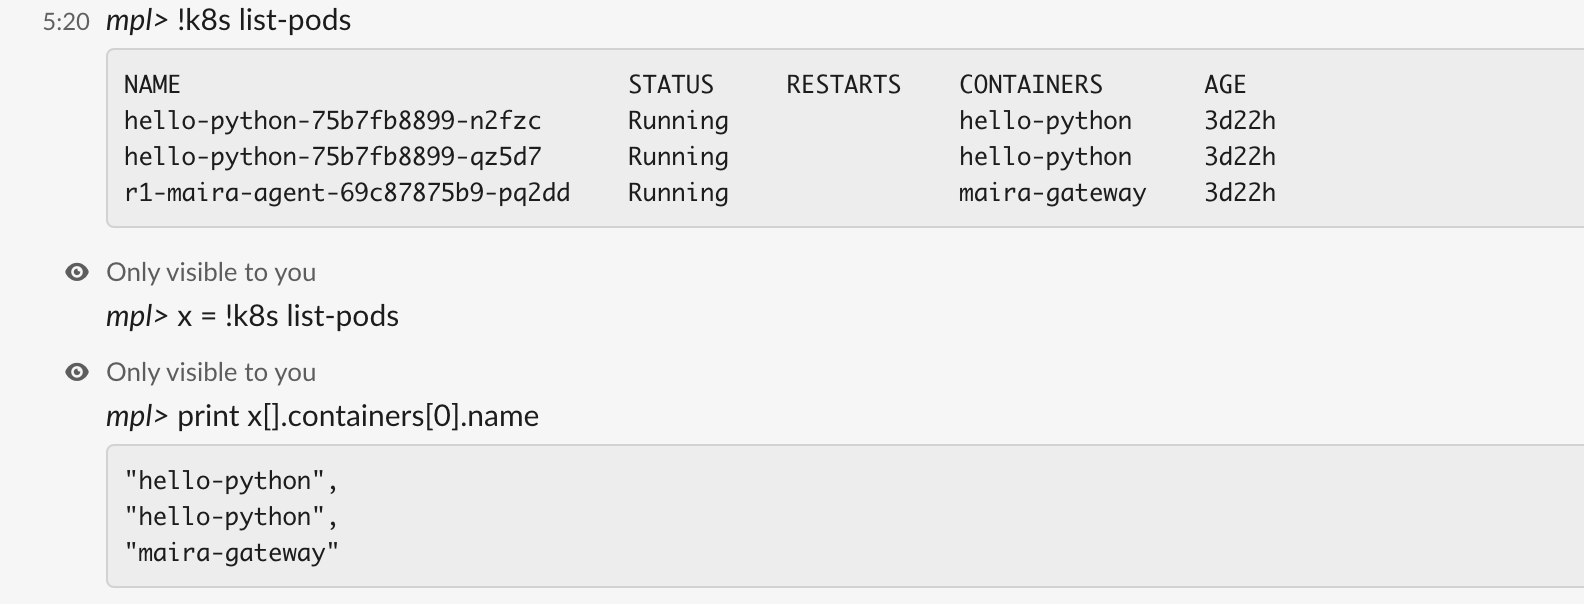 5:20 mpl> !k8s list-pods
NAME STATUS RESTARTS CONTAINERS AGE
hello-python-75b7fb8899-n2fzc Running hello-python 3d22h
hello-python-75b7fb8899-qz5d7 Running hello-python 3d22h
r1-maira-agent-69c87875b9-pq2dd Running maira-gateway 3d22h
Only visible to you
mpl> x = !k8s list-pods
Only visible to you
mpl> print x[].containers[0].name
"hello-python",
"hello-python",
"maira-gateway"